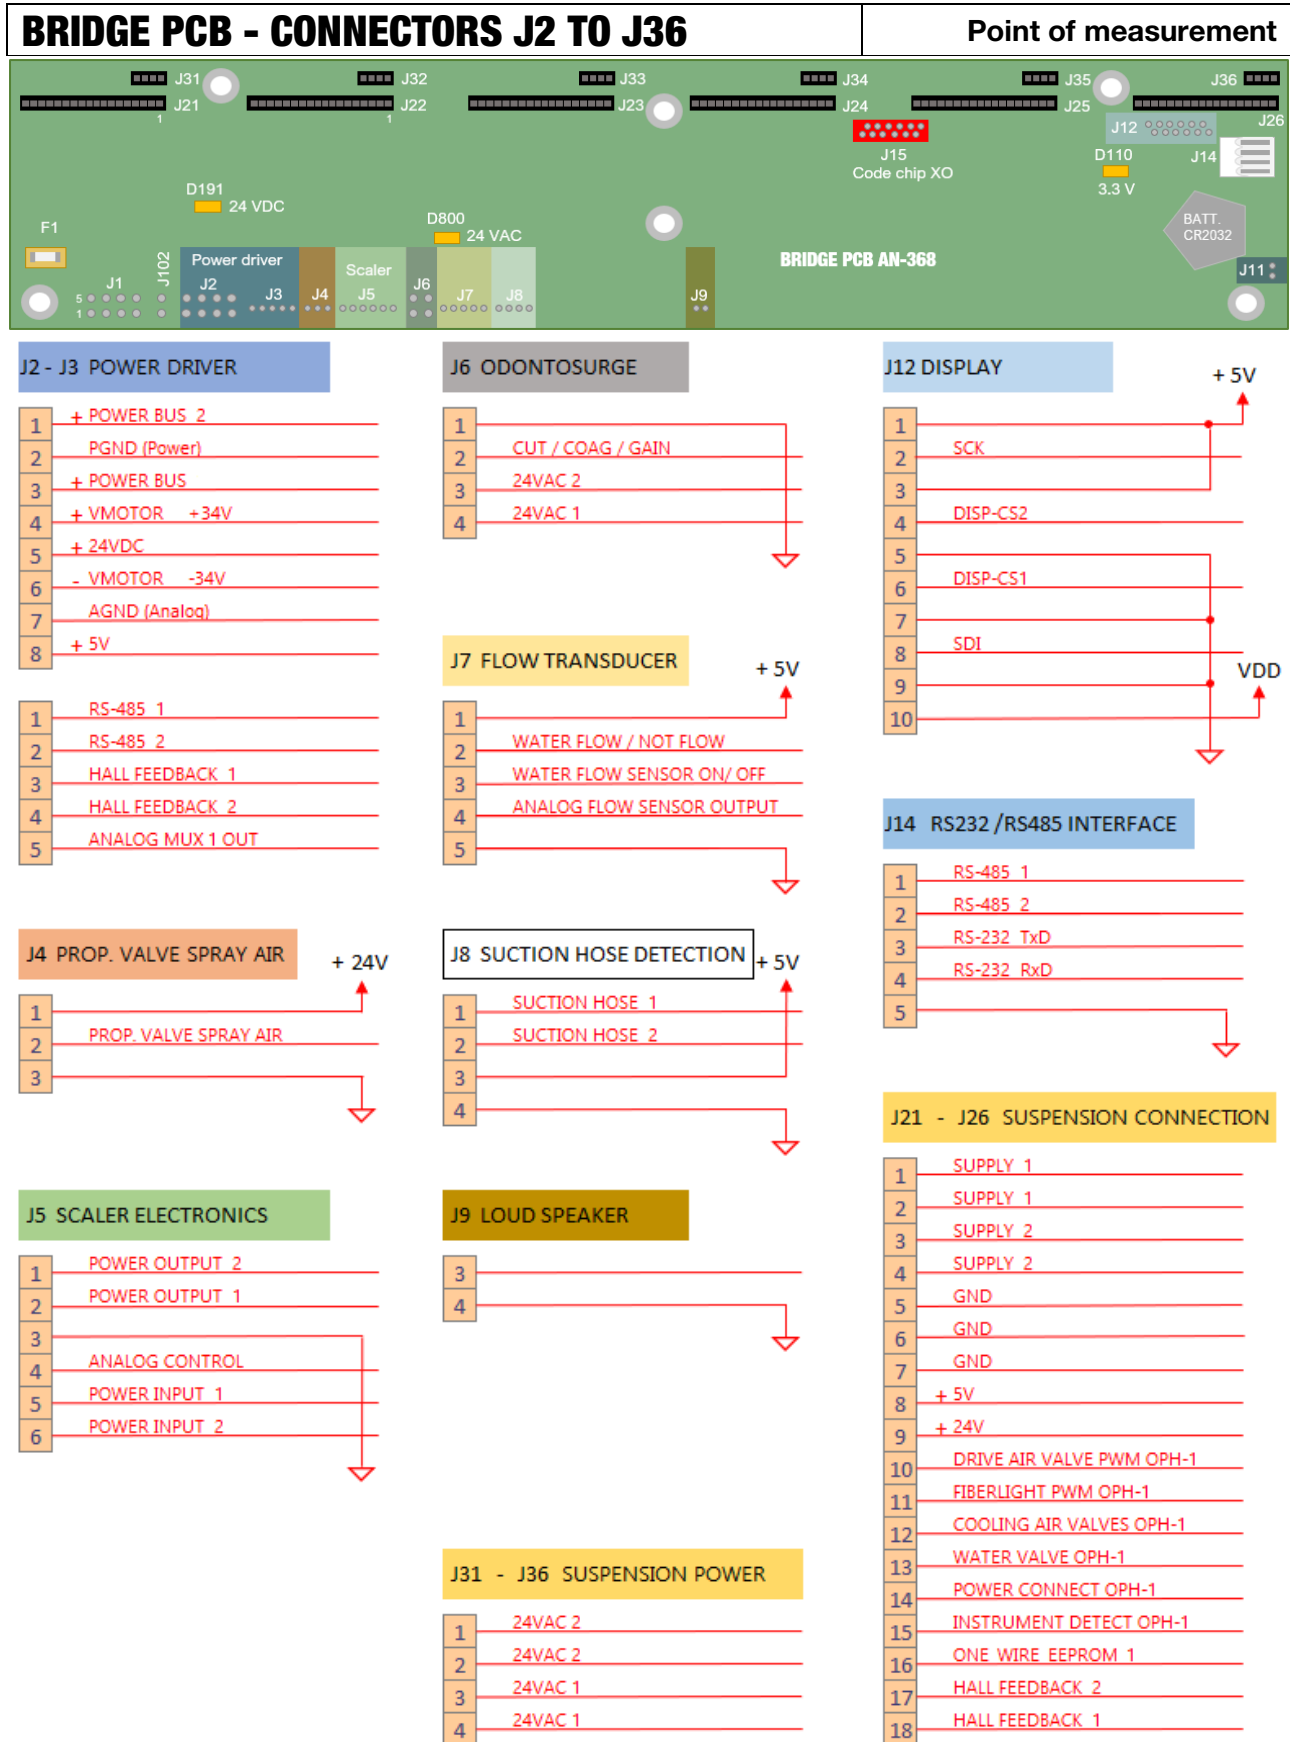 BRIDGE PCB - CONNECTORS J2 TO J36
Point of measurement
J31
J32
J33
J34
J35
J36
J21
J22
J23
J24
J25
J26
1
1
J12
J15
Code chip XO
D110
3.3 V
J14
D191
24 VDC
D800
24 VAC
F1
BATT.
CR2032
BRIDGE PCB AN-368
J102
Power driver
Scaler
J1
J2
J3
J4
J5
J6
J7
J8
J9
J11
5
1
J2 - J3 POWER DRIVER
1 + POWER BUS 2
2 PGND (Power)
3 + POWER BUS
4 + VMOTOR +34V
5 + 24VDC
6 - VMOTOR -34V
7 AGND (Analog)
8 + 5V
1 RS-485 1
2 RS-485 2
3 HALL FEEDBACK 1
4 HALL FEEDBACK 2
5 ANALOG MUX 1 OUT
J4 PROP. VALVE SPRAY AIR
+ 24V
1
2 PROP. VALVE SPRAY AIR
3
J5 SCALER ELECTRONICS
1 POWER OUTPUT 2
2 POWER OUTPUT 1
3
4 ANALOG CONTROL
5 POWER INPUT 1
6 POWER INPUT 2
J6 ODONTOSURGE
1
2 CUT / COAG / GAIN
3 24VAC 2
4 24VAC 1
J7 FLOW TRANSDUCER
+ 5V
1
2 WATER FLOW / NOT FLOW
3 WATER FLOW SENSOR ON/ OFF
4 ANALOG FLOW SENSOR OUTPUT
5
J8 SUCTION HOSE DETECTION
+ 5V
1 SUCTION HOSE 1
2 SUCTION HOSE 2
3
4
J9 LOUD SPEAKER
3
4
J31 - J36 SUSPENSION POWER
1 24VAC 2
2 24VAC 2
3 24VAC 1
4 24VAC 1
J12 DISPLAY
+ 5V
1
2 SCK
3
4 DISP-CS2
5
6 DISP-CS1
7
8 SDI
9
VDD
10
J14 RS232 /RS485 INTERFACE
1 RS-485 1
2 RS-485 2
3 RS-232 TxD
4 RS-232 RxD
5
J21 - J26 SUSPENSION CONNECTION
1 SUPPLY 1
2 SUPPLY 1
3 SUPPLY 2
4 SUPPLY 2
5 GND
6 GND
7 GND
8 + 5V
9 + 24V
10 DRIVE AIR VALVE PWM OPH-1
11 FIBERLIGHT PWM OPH-1
12 COOLING AIR VALVES OPH-1
13 WATER VALVE OPH-1
14 POWER CONNECT OPH-1
15 INSTRUMENT DETECT OPH-1
16 ONE WIRE EEPROM 1
17 HALL FEEDBACK 2
18 HALL FEEDBACK 1